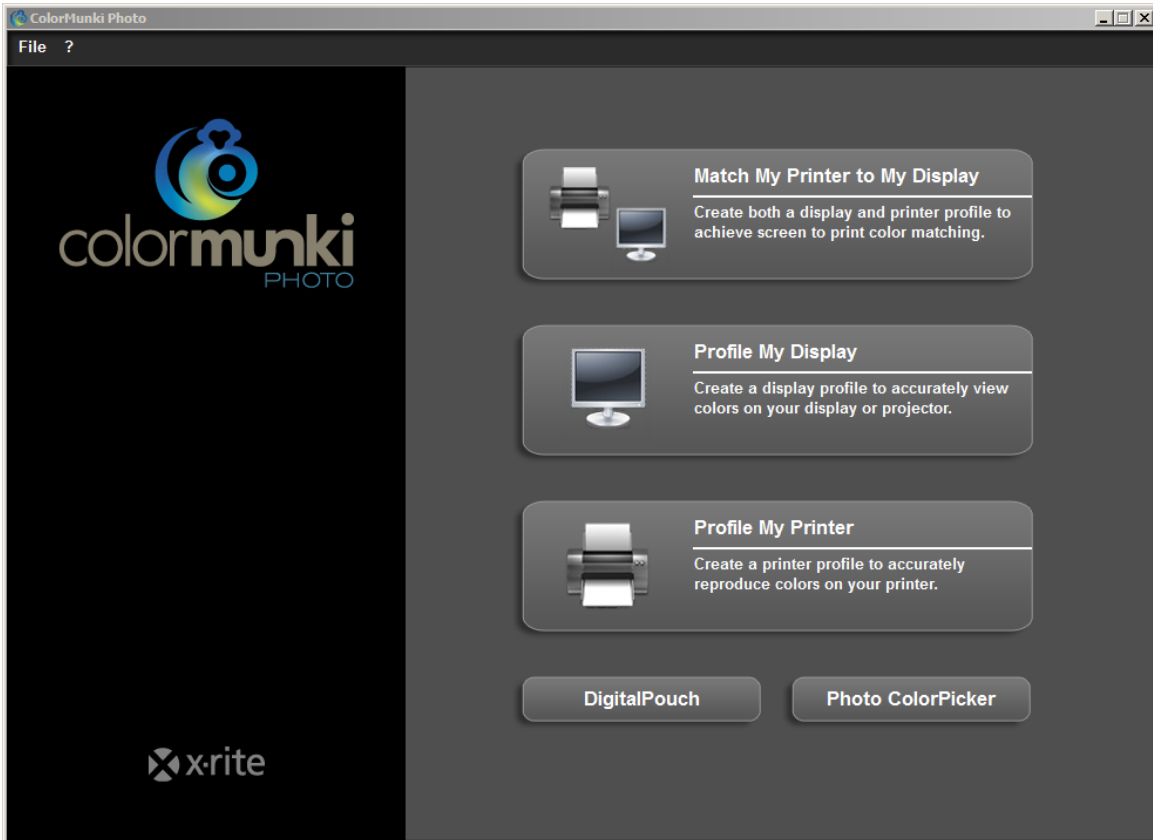 ColorMunki Photo
File ?
colormunki
PHOTO
Match My Printer to My Display
Create both a display and printer profile to
achieve screen to print color matching.
Profile My Display
Create a display profile to accurately view
colors on your display or projector.
Profile My Printer
Create a printer profile to accurately
reproduce colors on your printer.
DigitalPouch Photo ColorPicker
x·rite